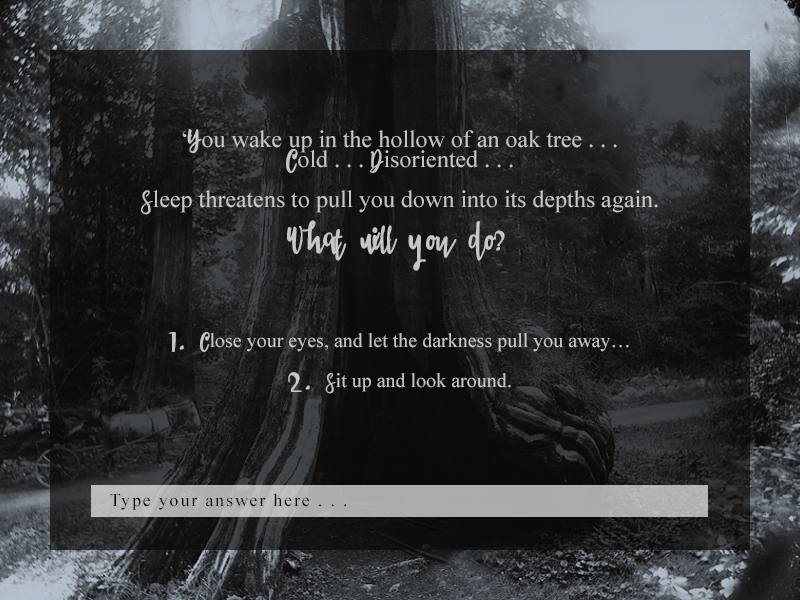 You wake up in the hollow of an oak tree . . .
Cold . . . Disoriented . . .
Sleep threatens to pull you down into its depths again.
What will you do?
1. Close your eyes, and let the darkness pull you away…
2. Sit up and look around.
Type your answer here . . .